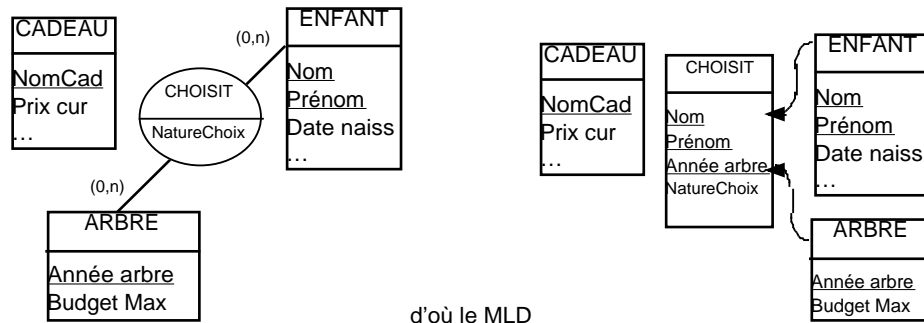 CADEAU
NomCad
Prix cur
…
(0,n)
ENFANT
Nom
Prénom
Date naiss
…
CHOISIT
NatureChoix
(0,n)
ARBRE
Année arbre
Budget Max
d'où le MLD
CADEAU
NomCad
Prix cur
…
CHOISIT
Nom
Prénom
Année arbre
NatureChoix
ENFANT
Nom
Prénom
Date naiss
…
ARBRE
Année arbre
Budget Max